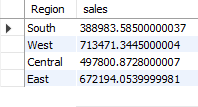 Region sales
South 388983.58500000037
West 713471.3445000004
Central 497800.8728000007
East 672194.0539999981